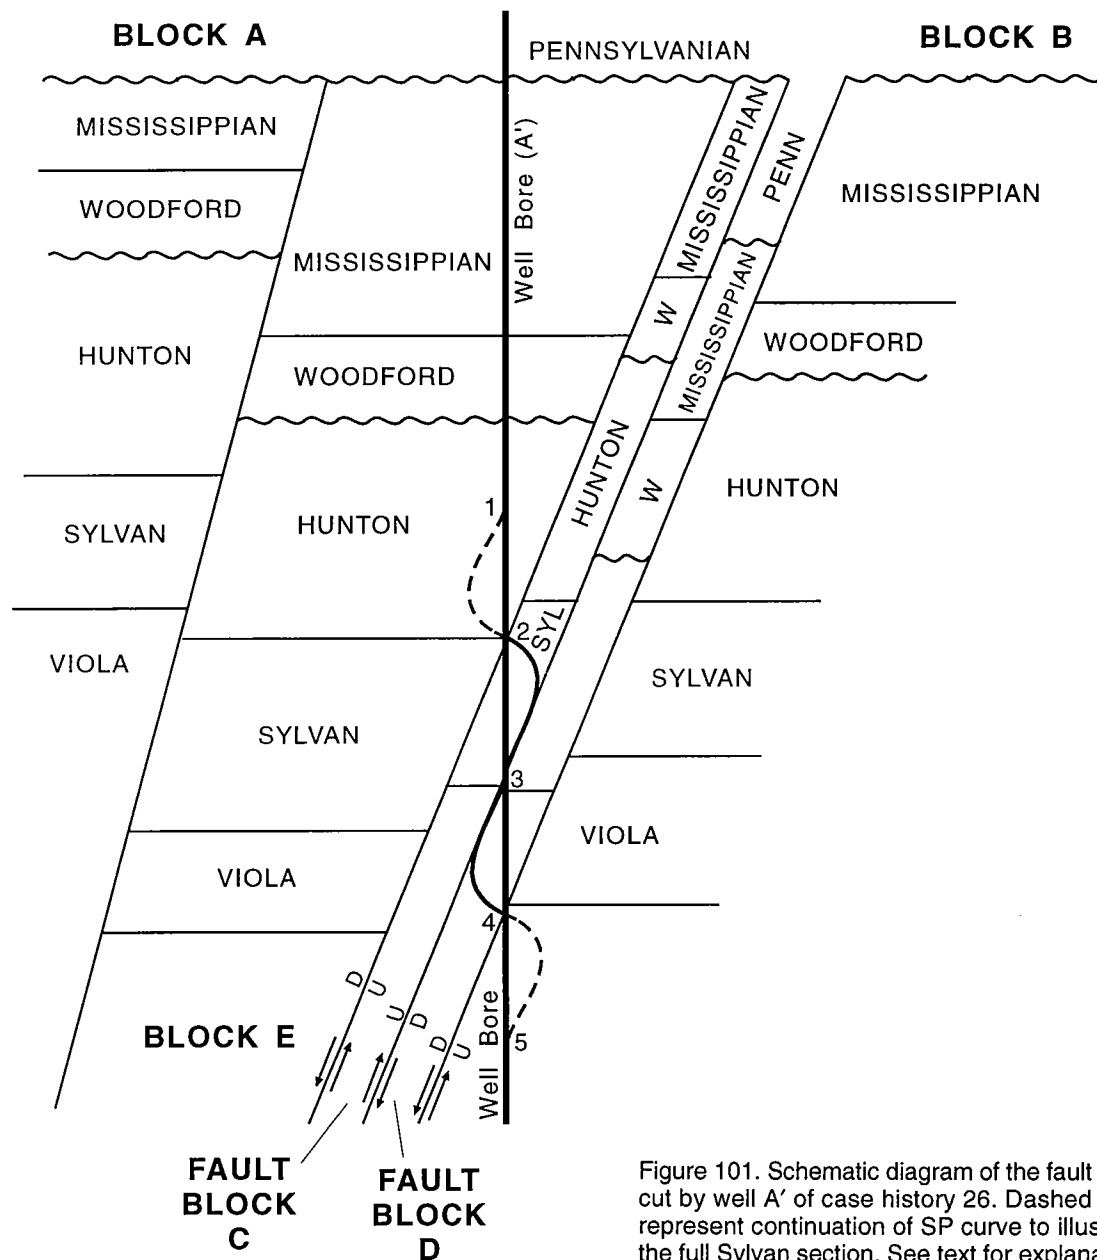 BLOCK A
PENNSYLVANIAN
BLOCK B
MISSISSIPPIAN
WOODFORD
HUNTON
SYLVAN
VIOLA
MISSISSIPPIAN
WOODFORD
HUNTON
SYLVAN
VIOLA
BLOCK E
Well Bore (A')
1
2
3
4
5
Well Bore
MISSISSIPPIAN
W
HUNTON
SYL
PENN
MISSISSIPPIAN
W
MISSISSIPPIAN
WOODFORD
HUNTON
SYLVAN
VIOLA
D
U
U
D
D
U
FAULT
BLOCK
C
FAULT
BLOCK
D
Figure 101. Schematic diagram of the fault
cut by well A′ of case history 26. Dashed
represent continuation of SP curve to illus
the full Sylvan section. See text for explana